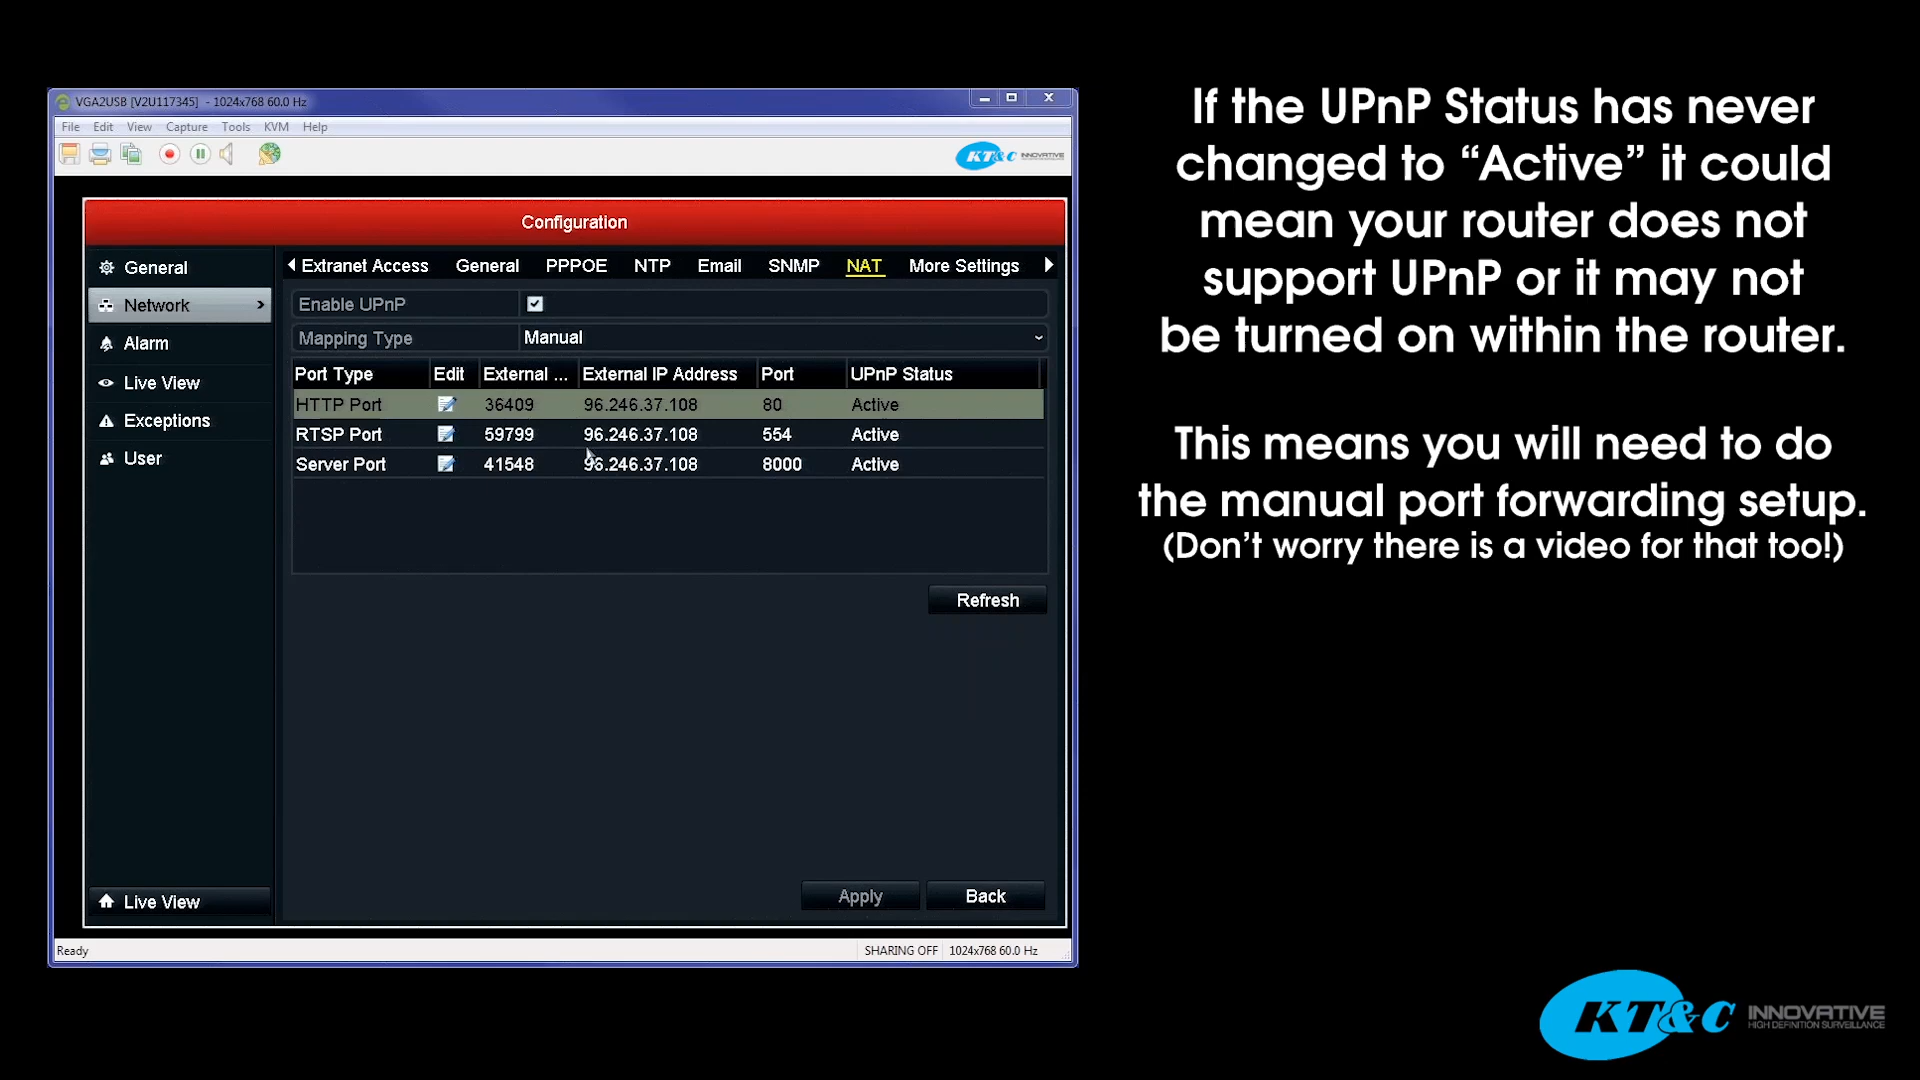 VGA2USB [V2U117345] - 1024x768 60.0 Hz
File Edit View Capture Tools KVM Help
KT&C INNOVATIVE
Configuration
General
Network >
Alarm
Live View
Exceptions
User
Live View
Extranet Access General PPPOE NTP Email SNMP NAT More Settings
Enable UPnP
Mapping Type Manual
Port Type Edit External ... External IP Address Port UPnP Status
HTTP Port 36409 96.246.37.108 80 Active
RTSP Port 59799 96.246.37.108 554 Active
Server Port 41548 96.246.37.108 8000 Active
Refresh
Apply Back
Ready SHARING OFF 1024x768 60.0 Hz
If the UPnP Status has never
changed to “Active” it could
mean your router does not
support UPnP or it may not
be turned on within the router.
This means you will need to do
the manual port forwarding setup.
(Don't worry there is a video for that too!)
KT&C INNOVATIVE
HIGH DEFINITION SURVEILLANCE